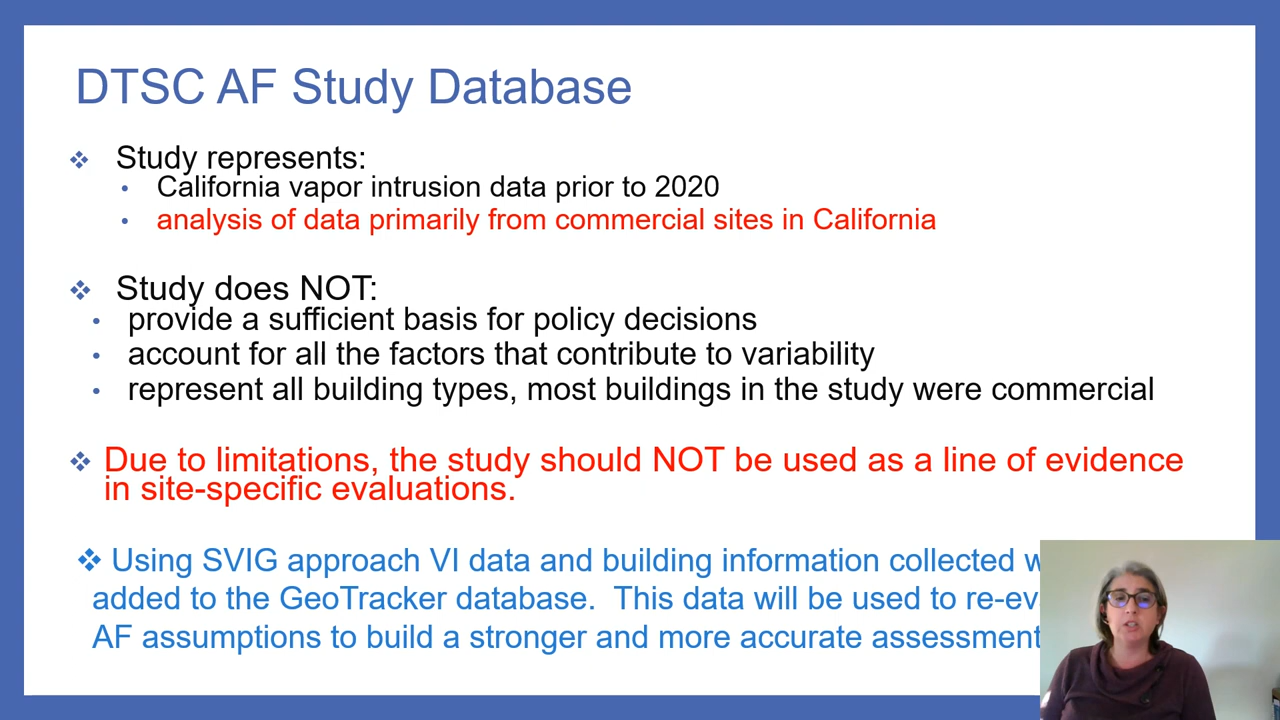 DTSC AF Study Database
Study represents:
California vapor intrusion data prior to 2020
analysis of data primarily from commercial sites in California
Study does NOT:
provide a sufficient basis for policy decisions
account for all the factors that contribute to variability
represent all building types, most buildings in the study were commercial
Due to limitations, the study should NOT be used as a line of evidence
in site-specific evaluations.
Using SVIG approach VI data and building information collected
added to the GeoTracker database.  This data will be used to
AF assumptions to build a stronger and more accurate assessment